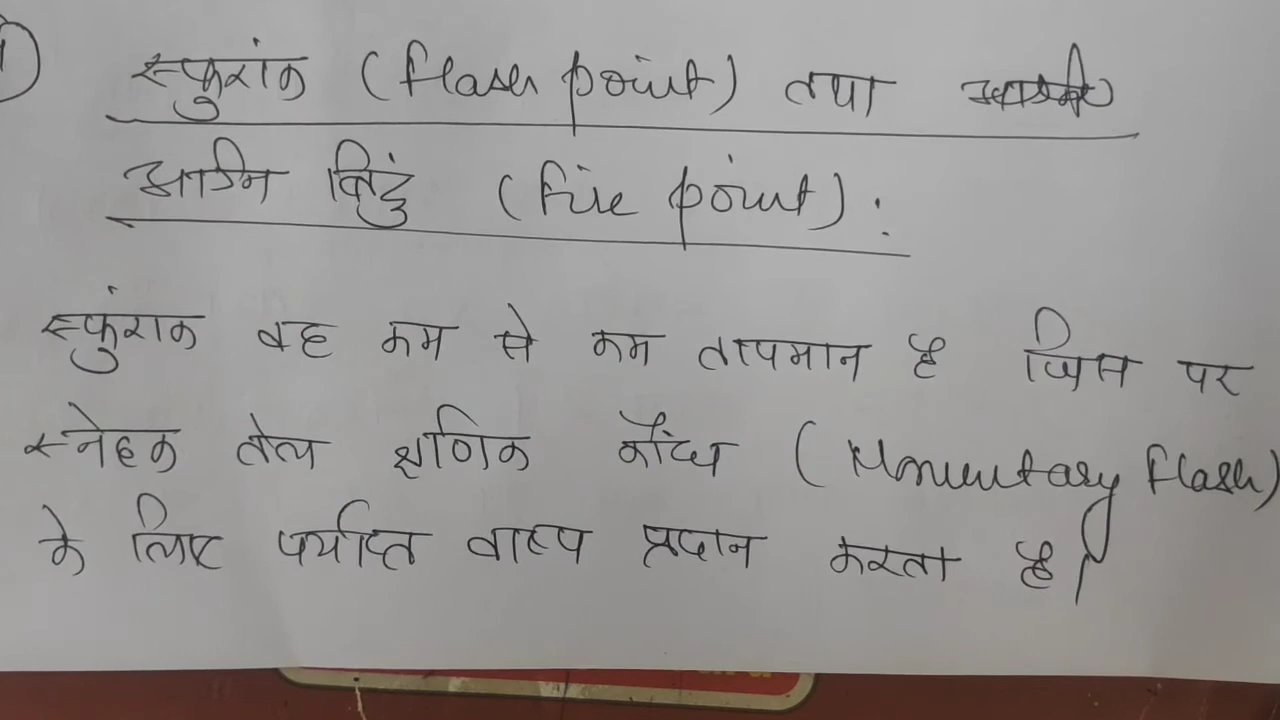 स्फुरांक (flash point) तथा
अग्नि बिंदु (fire point) :
स्फुंराक वह कम से कम तापमान है जिस पर
स्नेहक तेल क्षणिक कौंध (Momentary flash)
के लिए पर्याप्त वाष्प प्रदान करता है।